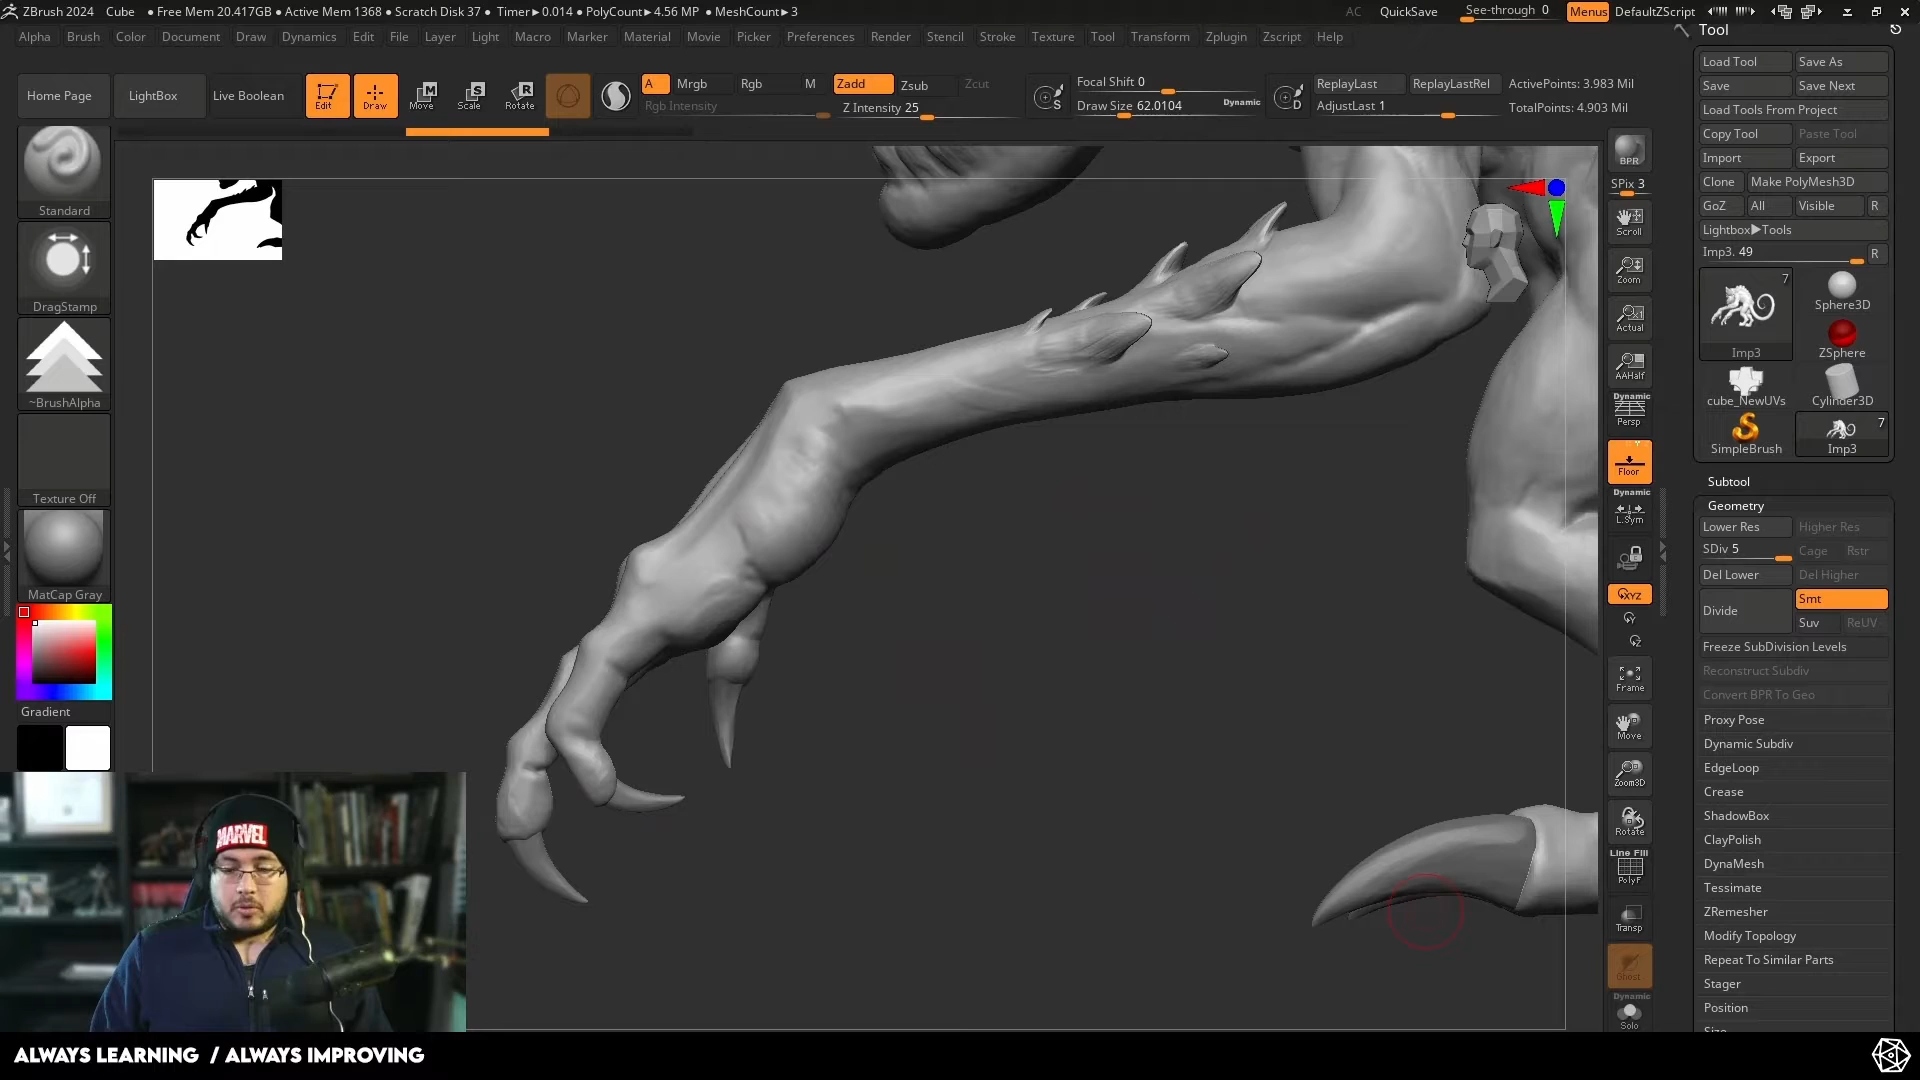 ZBrush 2024 Cube • Free Mem 20.417GB • Active Mem 1368 • Scratch Disk 37 • Timer▶0.014 • PolyCount▶4.56 MP • MeshCount▶3
AC QuickSave See-through 0 Menus DefaultZScript
Alpha Brush Color Document Draw Dynamics Edit File Layer Light Macro Marker Material Movie Picker Preferences Render Stencil Stroke Texture Tool Transform Zplugin Zscript Help
Home Page LightBox Live Boolean Edit Draw Move Scale Rotate
A Mrgb Rgb M Zadd Zsub Zcut
Rgb Intensity Z Intensity 25
Focal Shift 0
Draw Size 62.0104 Dynamic
ReplayLast ReplayLastRel ActivePoints: 3.983 Mil
AdjustLast 1 TotalPoints: 4.903 Mil
Standard
DragStamp
~BrushAlpha
Texture Off
MatCap Gray
Gradient
BPR
SPix 3
Scroll
Zoom
Actual
AAHalf
Dynamic
Persp
Floor
Dynamic
L.Sym
XYZ
Frame
Move
Zoom3D
Rotate
Line Fill
PolyF
Transp
Ghost
Dynamic
Solo
Tool
Load Tool Save As
Save Save Next
Load Tools From Project
Copy Tool Paste Tool
Import Export
Clone Make PolyMesh3D
GoZ All Visible R
Lightbox▶Tools
Imp3. 49 R
7
Imp3
Sphere3D
ZSphere
cube_NewUVs
Cylinder3D
SimpleBrush
7
Imp3
Subtool
Geometry
Lower Res Higher Res
SDiv 5 Cage Rstr
Del Lower Del Higher
Divide Smt
Suv ReUV
Freeze SubDivision Levels
Reconstruct Subdiv
Convert BPR To Geo
Proxy Pose
Dynamic Subdiv
EdgeLoop
Crease
ShadowBox
ClayPolish
DynaMesh
Tessimate
ZRemesher
Modify Topology
Repeat To Similar Parts
Stager
Position
Size
MARVEL
ALWAYS LEARNING / ALWAYS IMPROVING